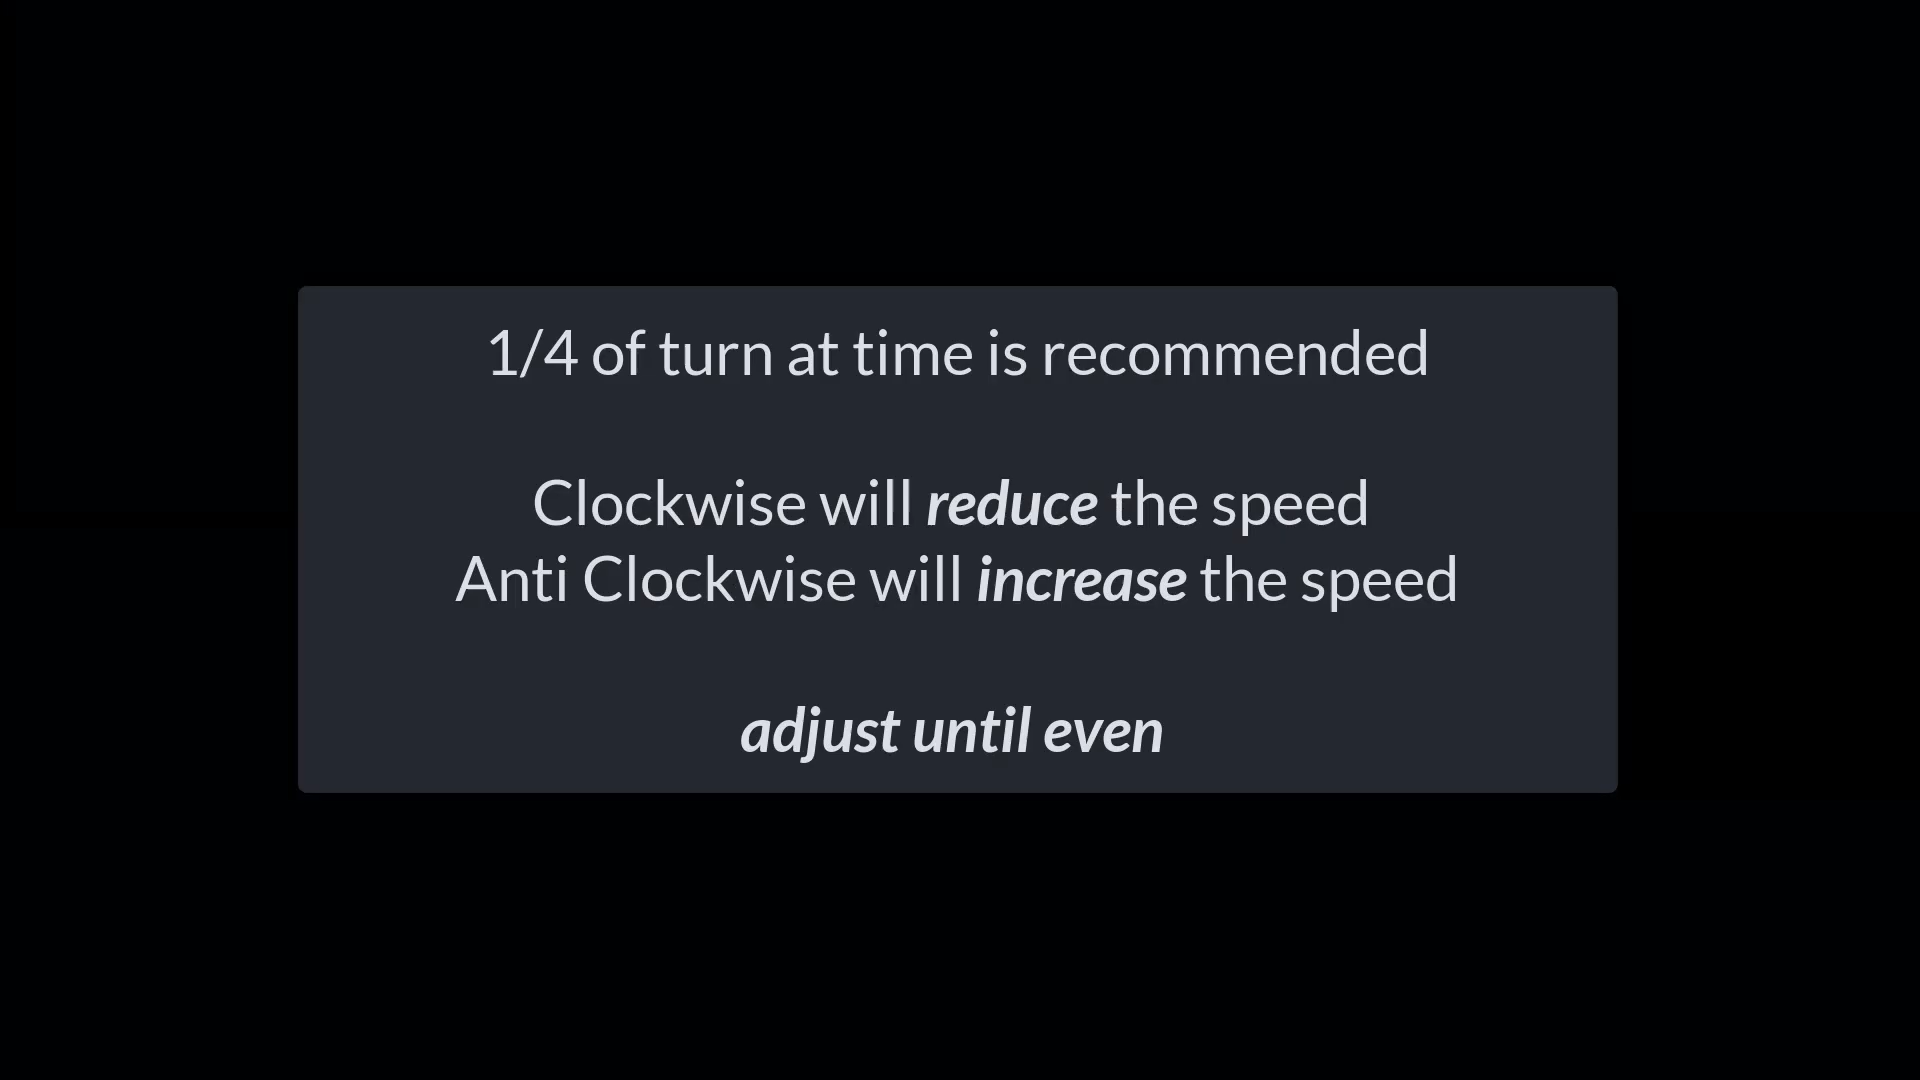 1/4 of turn at time is recommended
Clockwise will reduce the speed
Anti Clockwise will increase the speed
adjust until even